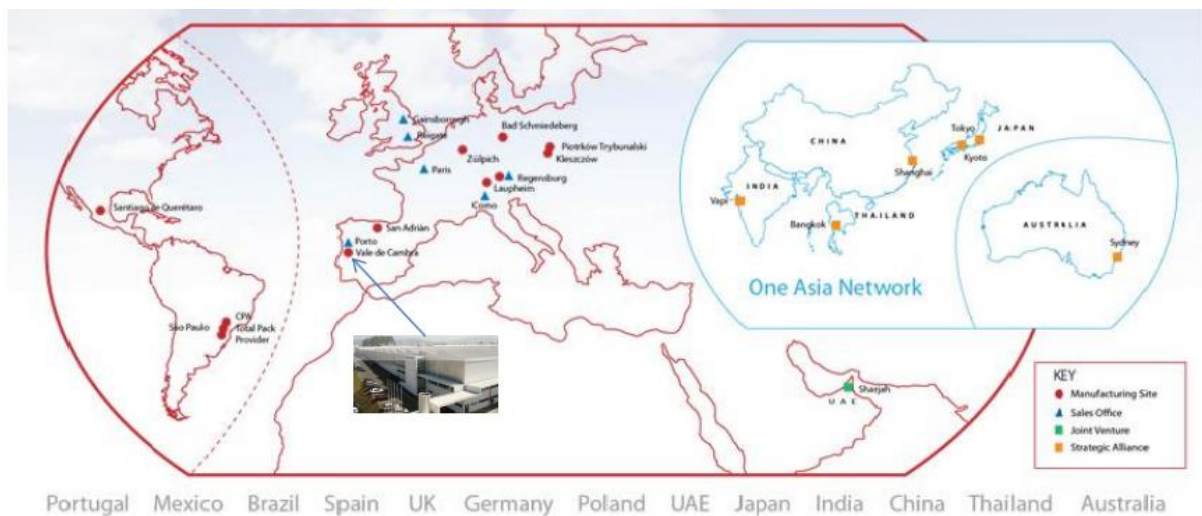 Gainsborough
Reigate
Bad Schmiedeberg
Piotrków Trybunalski
Kleszczów
Zülpich
Paris
Regensburg
Laupheim
Como
San Adrián
Porto
Vale de Cambra
Santiago de Querétaro
São Paulo
CPA
Total Pack
Provider
Sharjah
UAE
CHINA
Tokyo
JAPAN
Kyoto
Shanghai
INDIA
Vapi
Bangkok
THAILAND
AUSTRALIA
Sydney
One Asia Network
KEY
Manufacturing Site
Sales Office
Joint Venture
Strategic Alliance
Portugal Mexico Brazil Spain UK Germany Poland UAE Japan India China Thailand Australia